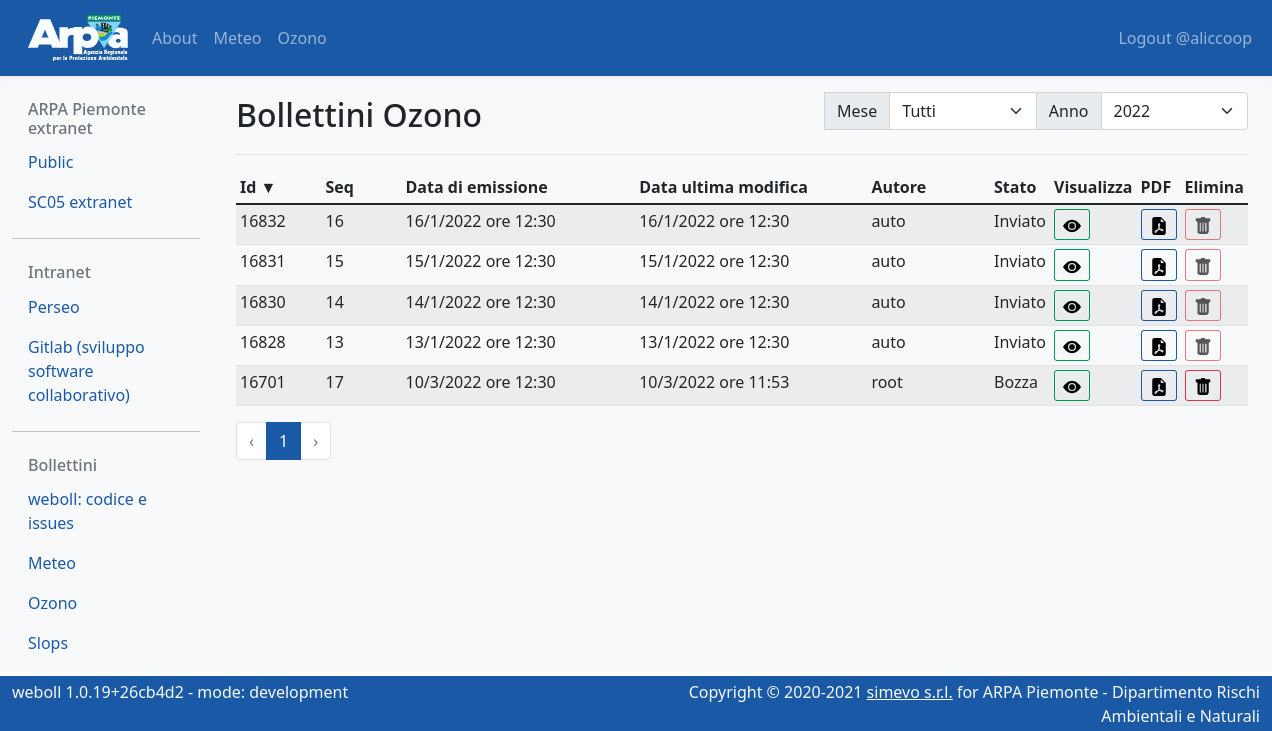 PIEMONTE
Arpa
Agenzia Regionale
per la Protezione Ambientale
About Meteo Ozono
Logout @aliccoop
ARPA Piemonte
extranet
Public
SC05 extranet
Intranet
Perseo
Gitlab (sviluppo
software
collaborativo)
Bollettini
weboll: codice e
issues
Meteo
Ozono
Slops
Bollettini Ozono
Mese Tutti Anno 2022
Id ▼ Seq Data di emissione Data ultima modifica Autore Stato Visualizza PDF Elimina
16832 16 16/1/2022 ore 12:30 16/1/2022 ore 12:30 auto Inviato
16831 15 15/1/2022 ore 12:30 15/1/2022 ore 12:30 auto Inviato
16830 14 14/1/2022 ore 12:30 14/1/2022 ore 12:30 auto Inviato
16828 13 13/1/2022 ore 12:30 13/1/2022 ore 12:30 auto Inviato
16701 17 10/3/2022 ore 12:30 10/3/2022 ore 11:53 root Bozza
‹ 1 ›
weboll 1.0.19+26cb4d2 - mode: development
Copyright © 2020-2021 simevo s.r.l. for ARPA Piemonte - Dipartimento Rischi
Ambientali e Naturali